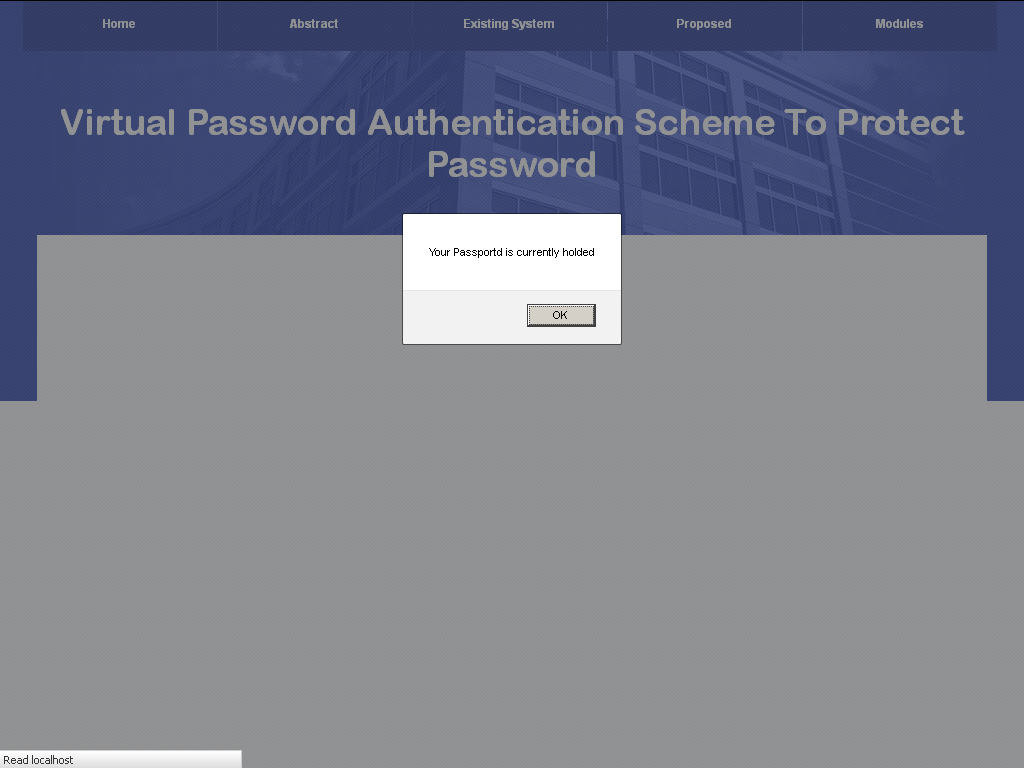 Home Abstract Existing System Proposed Modules
Virtual Password Authentication Scheme To Protect
Password
Your Passportd is currently holded
OK
Read localhost